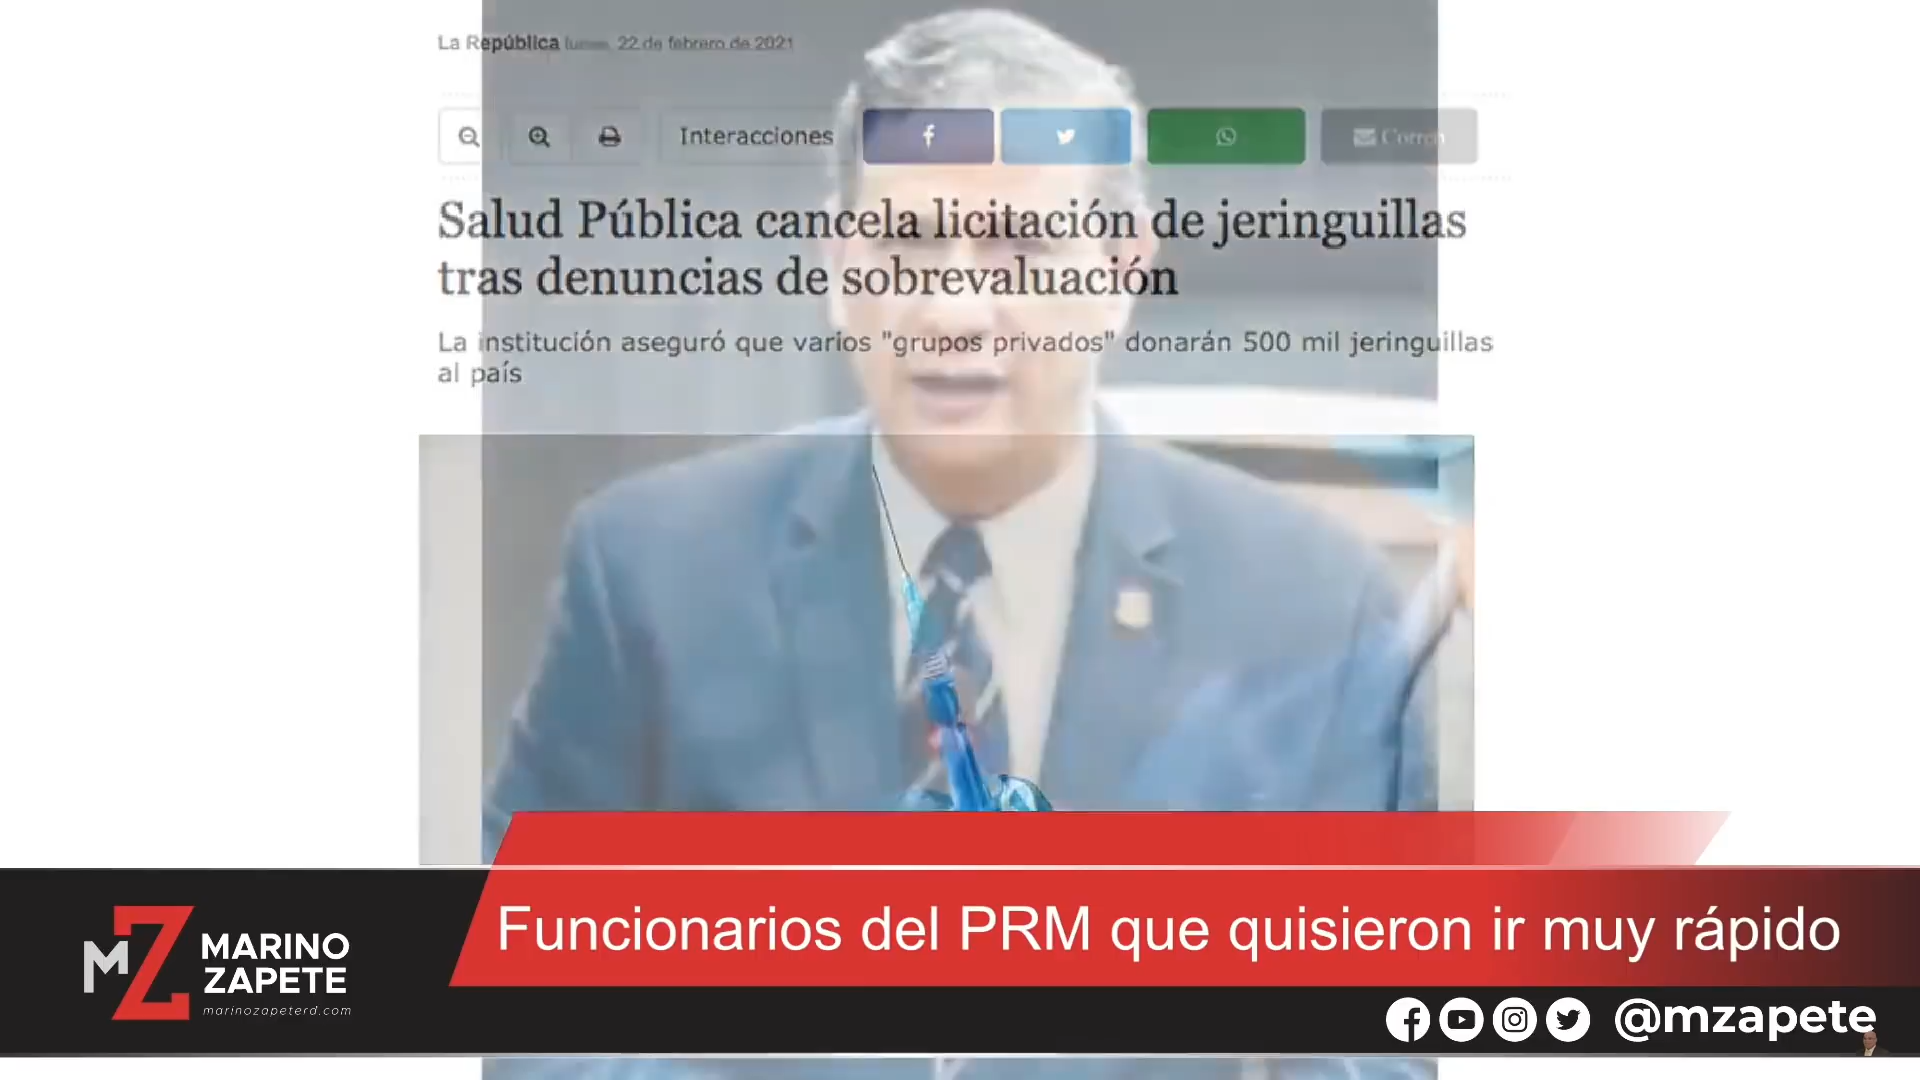 La República lunes, 22 de febrero de 2021
Interacciones
Correo
Salud Pública cancela licitación de jeringuillas
tras denuncias de sobrevaluación
La institución aseguró que varios "grupos privados" donarán 500 mil jeringuillas
al país
Funcionarios del PRM que quisieron ir muy rápido
MZ MARINO
ZAPETE
marinozapeterd.com
@mzapete